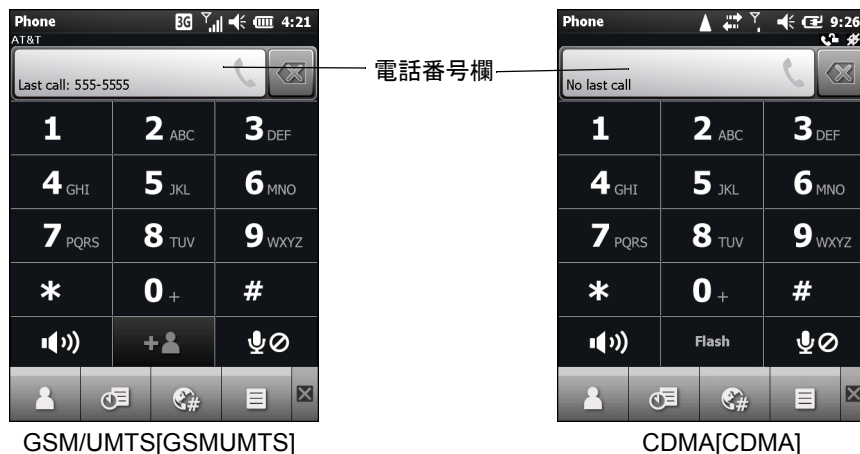 Phone 3G 4:21
AT&T
Last call: 555-5555
1 2 ABC 3 DEF
4 GHI 5 JKL 6 MNO
7 PQRS 8 TUV 9 WXYZ
* 0 + #
+
#
GSM/UMTS[GSMUMTS]
電話番号欄
Phone 9:26
No last call
1 2 ABC 3 DEF
4 GHI 5 JKL 6 MNO
7 PQRS 8 TUV 9 WXYZ
* 0 + #
Flash
#
CDMA[CDMA]